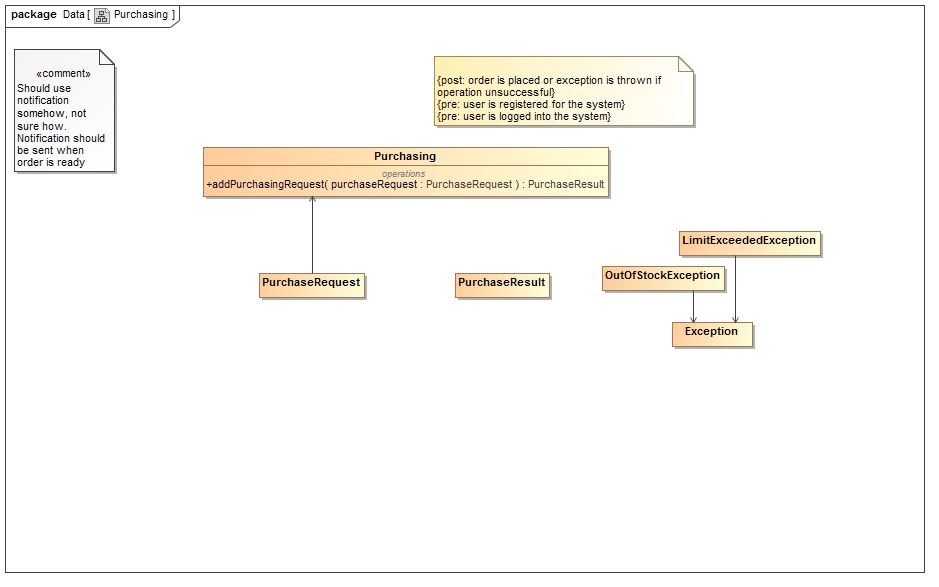 package Data [ Purchasing ]
«comment»
Should use
notification
somehow, not
sure how.
Notification should
be sent when
order is ready
{post: order is placed or exception is thrown if
operation unsuccessful}
{pre: user is registered for the system}
{pre: user is logged into the system}
Purchasing
operations
+addPurchasingRequest( purchaseRequest : PurchaseRequest ) : PurchaseResult
LimitExceededException
OutOfStockException
PurchaseRequest
PurchaseResult
Exception